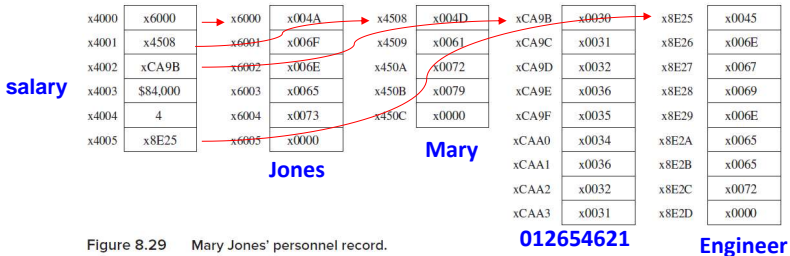 x4000 x6000 x6000 x004A x4508 x004D xCA9B x0030 x8E25 x0045
x4001 x4508 x6001 x006F x4509 x0061 xCA9C x0031 x8E26 x006E
x4002 xCA9B x6002 x006E x450A x0072 xCA9D x0032 x8E27 x0067
salary x4003 $84,000 x6003 x0065 x450B x0079 xCA9E x0036 x8E28 x0069
x4004 4 x6004 x0073 x450C x0000 xCA9F x0035 x8E29 x006E
x4005 x8E25 x6005 x0000 xCAA0 x0034 x8E2A x0065
Jones Mary xCAA1 x0036 x8E2B x0065
xCAA2 x0032 x8E2C x0072
xCAA3 x0031 x8E2D x0000
Figure 8.29 Mary Jones' personnel record. 012654621 Engineer